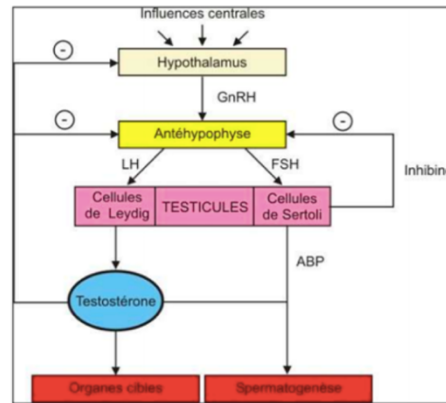 Influences centrales
-
Hypothalamus
GnRH
-
-
Antéhypophyse
LH
FSH
Inhibine
Cellules
de Leydig
TESTICULES
Cellules
de Sertoli
ABP
Testostérone
Organes cibles
Spermatogenèse